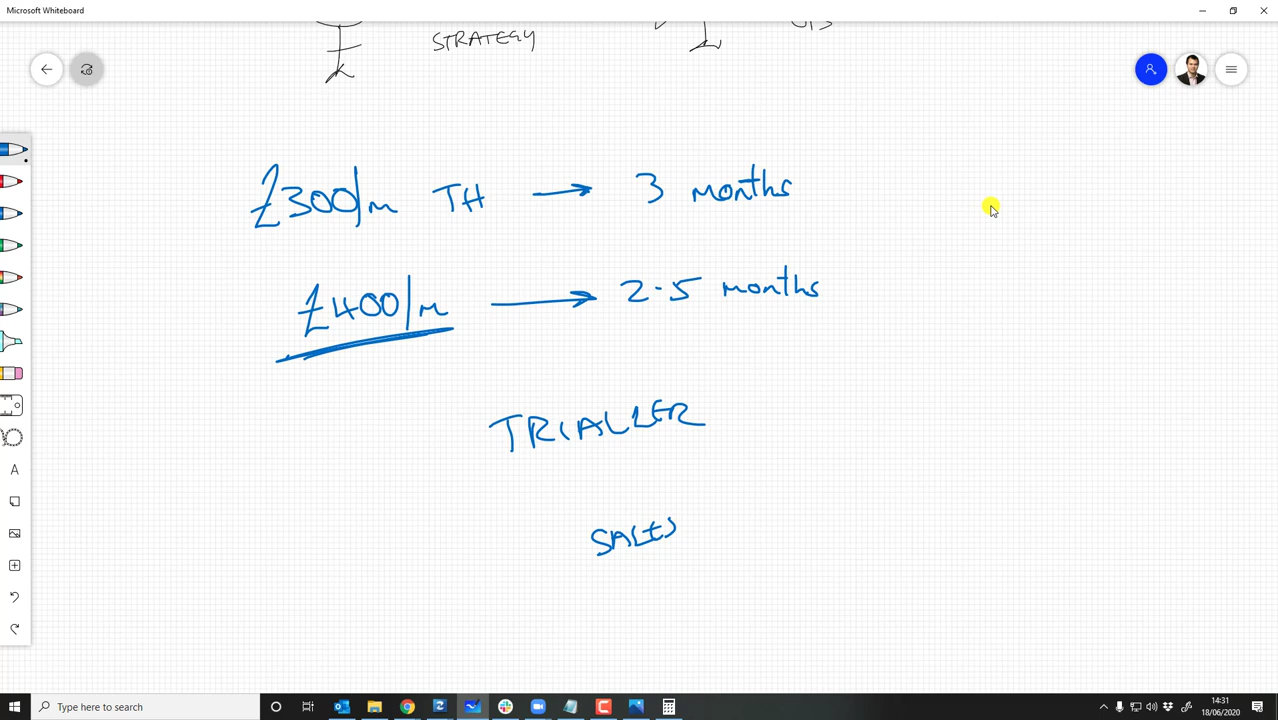 Microsoft Whiteboard
STRATEGY
£300/m TH → 3 months
£400/m → 2.5 months
TRIALLER
SALES
A
Type here to search
14:31
18/06/2020